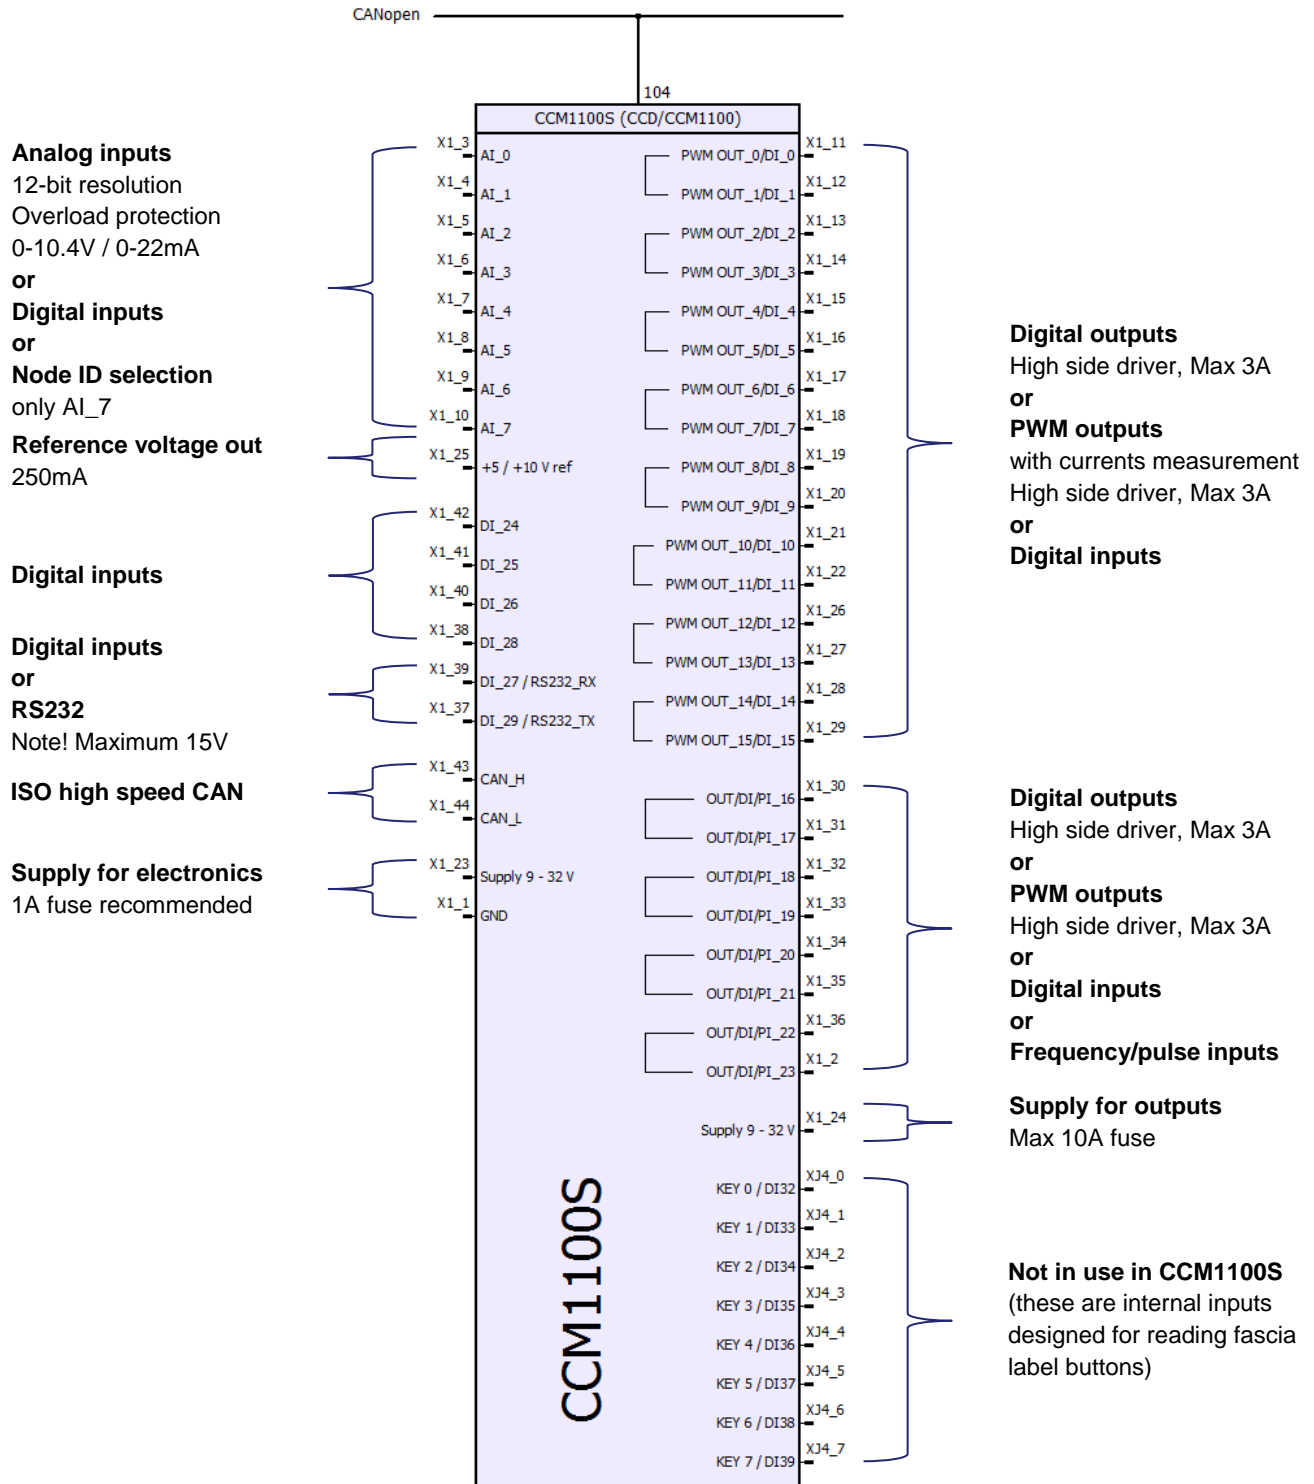 CANopen
104
CCM1100S (CCD/CCM1100)
Analog inputs
12-bit resolution
Overload protection
0-10.4V / 0-22mA
or
Digital inputs
or
Node ID selection
only AI_7
Reference voltage out
250mA
Digital inputs
Digital inputs
or
RS232
Note! Maximum 15V
ISO high speed CAN
Supply for electronics
1A fuse recommended
X1_3 AI_0
X1_4 AI_1
X1_5 AI_2
X1_6 AI_3
X1_7 AI_4
X1_8 AI_5
X1_9 AI_6
X1_10 AI_7
X1_25 +5 / +10 V ref
X1_42 DI_24
X1_41 DI_25
X1_40 DI_26
X1_38 DI_28
X1_39 DI_27 / RS232_RX
X1_37 DI_29 / RS232_TX
X1_43 CAN_H
X1_44 CAN_L
X1_23 Supply 9 - 32 V
X1_1 GND
CCM1100S
PWM OUT_0/DI_0 X1_11
PWM OUT_1/DI_1 X1_12
PWM OUT_2/DI_2 X1_13
PWM OUT_3/DI_3 X1_14
PWM OUT_4/DI_4 X1_15
PWM OUT_5/DI_5 X1_16
PWM OUT_6/DI_6 X1_17
PWM OUT_7/DI_7 X1_18
PWM OUT_8/DI_8 X1_19
PWM OUT_9/DI_9 X1_20
PWM OUT_10/DI_10 X1_21
PWM OUT_11/DI_11 X1_22
PWM OUT_12/DI_12 X1_26
PWM OUT_13/DI_13 X1_27
PWM OUT_14/DI_14 X1_28
PWM OUT_15/DI_15 X1_29
OUT/DI/PI_16 X1_30
OUT/DI/PI_17 X1_31
OUT/DI/PI_18 X1_32
OUT/DI/PI_19 X1_33
OUT/DI/PI_20 X1_34
OUT/DI/PI_21 X1_35
OUT/DI/PI_22 X1_36
OUT/DI/PI_23 X1_2
Supply 9 - 32 V X1_24
KEY 0 / DI32 XJ4_0
KEY 1 / DI33 XJ4_1
KEY 2 / DI34 XJ4_2
KEY 3 / DI35 XJ4_3
KEY 4 / DI36 XJ4_4
KEY 5 / DI37 XJ4_5
KEY 6 / DI38 XJ4_6
KEY 7 / DI39 XJ4_7
Digital outputs
High side driver, Max 3A
or
PWM outputs
with currents measurement
High side driver, Max 3A
or
Digital inputs
Digital outputs
High side driver, Max 3A
or
PWM outputs
High side driver, Max 3A
or
Digital inputs
or
Frequency/pulse inputs
Supply for outputs
Max 10A fuse
Not in use in CCM1100S
(these are internal inputs
designed for reading fascia
label buttons)